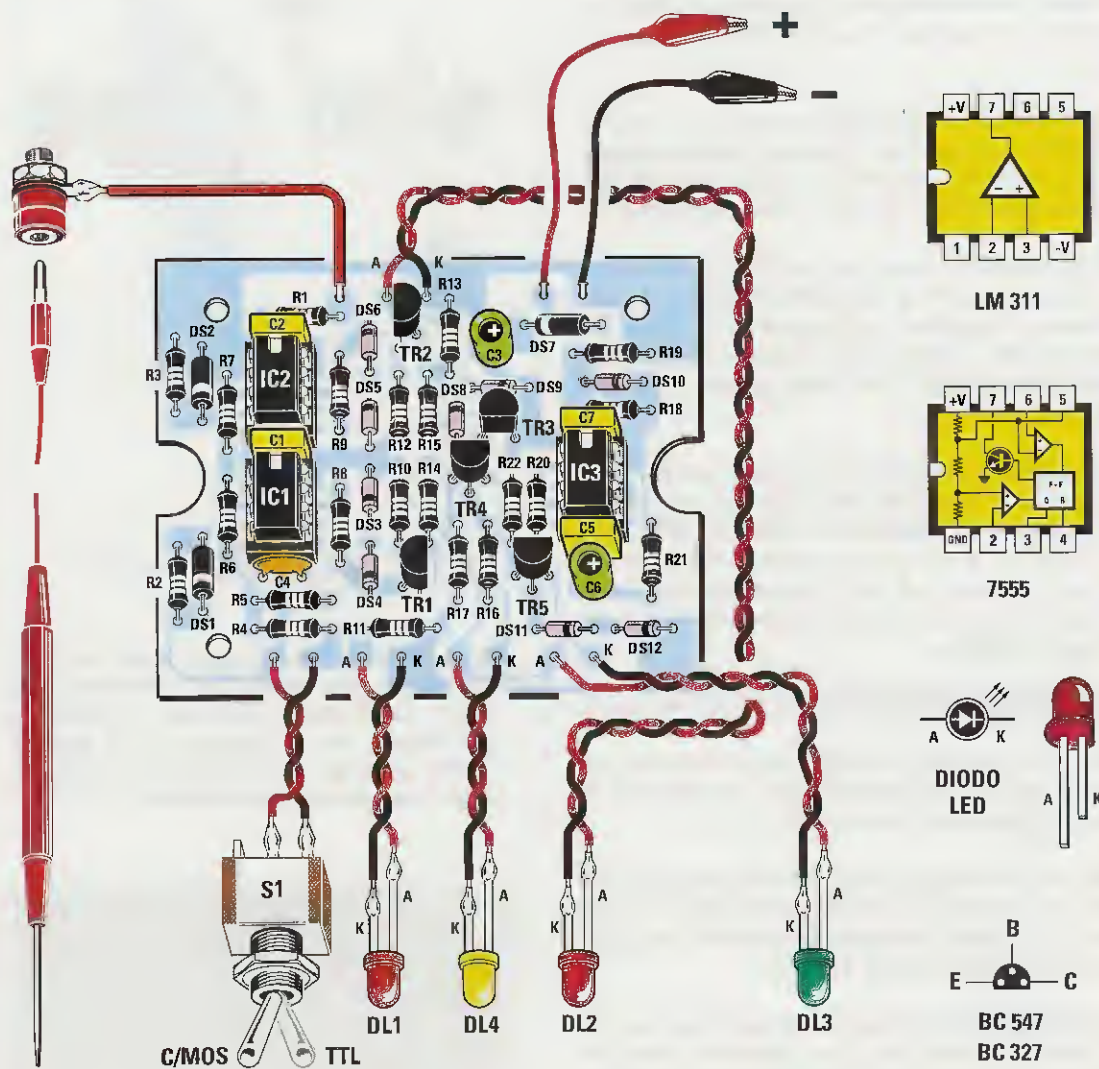 +
−
+V 7 6 5
− +
1 2 3 -V
LM 311
A K
R13
R1
DS6
DS2
C2
TR2
C3
DS7
R19
R3
R7
IC2
DS5
DS8
DS9
DS10
R18
C1
R9
R12
R15
TR3
C7
IC1
R8
R10
R14
R22
R20
IC3
DS3
TR4
C5
R6
R2
DS1
C4
DS4
TR1
R17
R16
TR5
C6
R21
R5
R4
R11
DS11
DS12
A K A K A K
+V 7 6 5
F-F
GND 2 3 4
7555
A K
DIODO
LED
A K
S1
K A
K A
K A
K A
DL1
DL4
DL2
DL3
C/MOS
TTL
B
E C
BC 547
BC 327